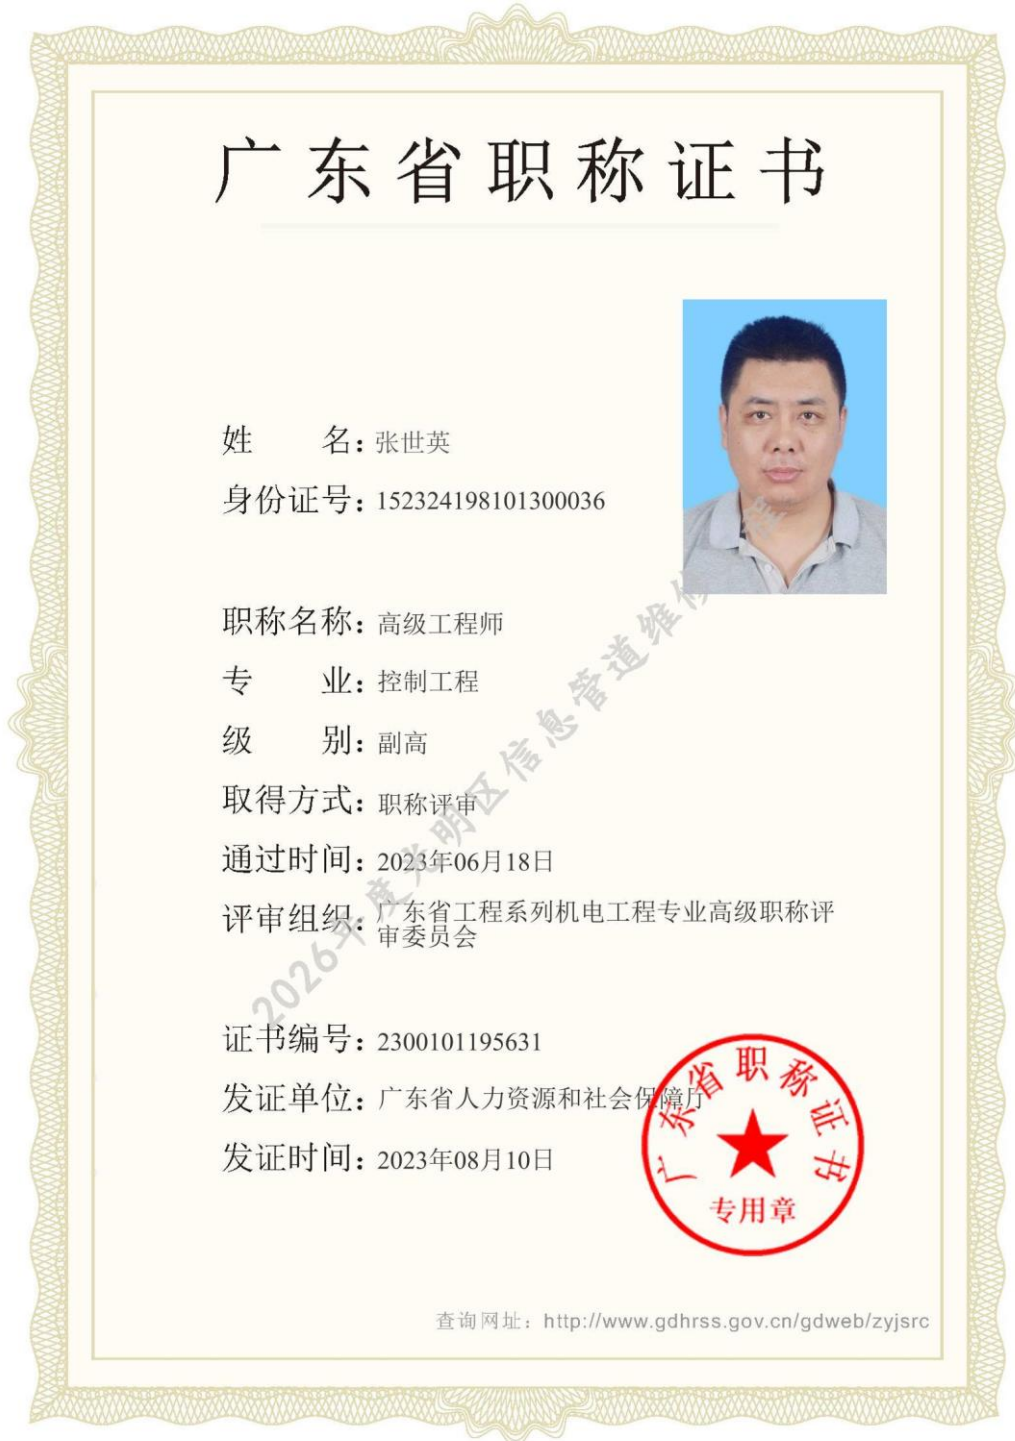 广东省职称证书
姓 名：张世英
身份证号：152324198101300036
职称名称：高级工程师
专 业：控制工程
级 别：副高
取得方式：职称评审
通过时间：2023年06月18日
评审组织：广东省工程系列机电工程专业高级职称评
审委员会
2026年度光明区信息管道维修
程
证书编号：2300101195631
发证单位：广东省人力资源和社会保障厅
发证时间：2023年08月10日
广东省职称证书
专用章
查询网址：http://www.gdhrss.gov.cn/gdweb/zyjsrc